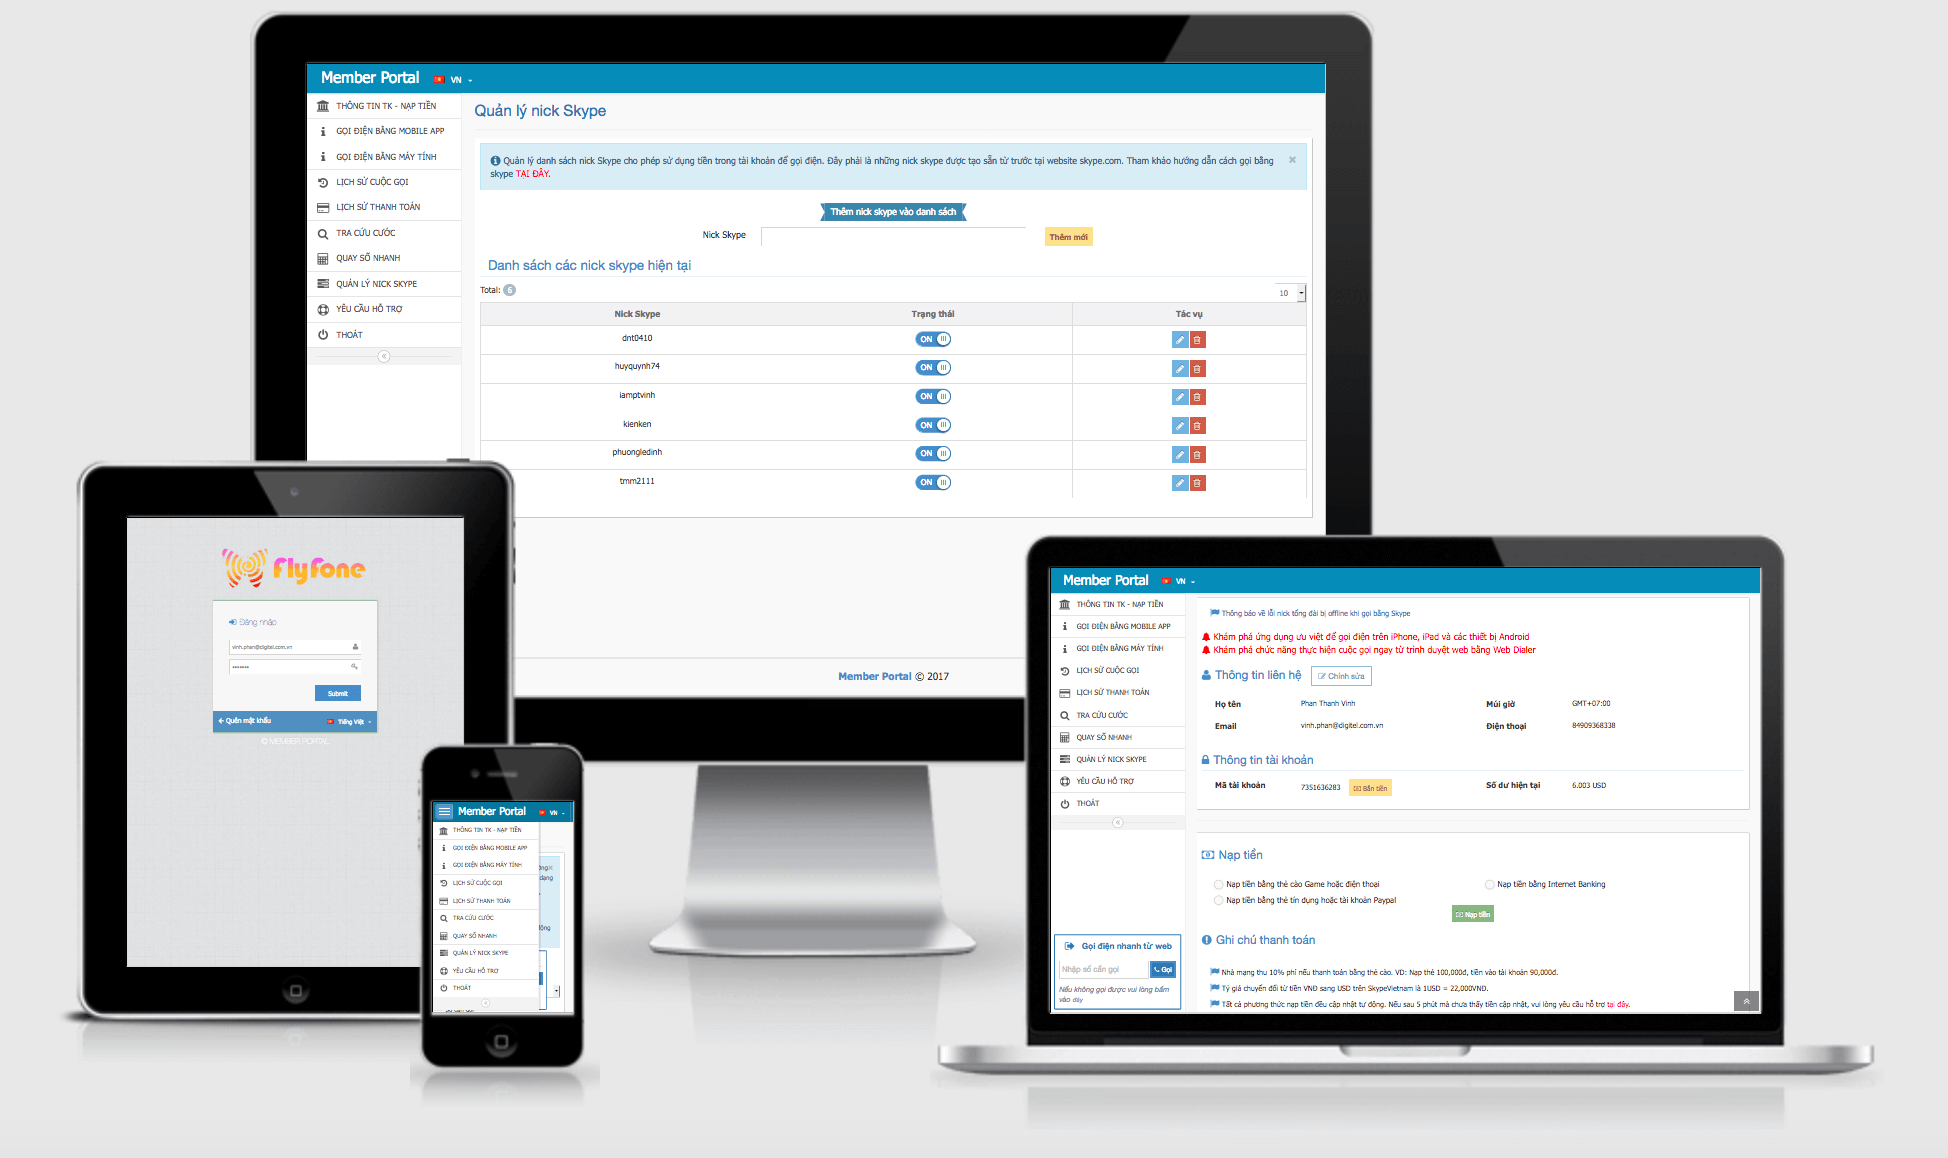 Member Portal VN
THÔNG TIN TK - NẠP TIỀN
GỌI ĐIỆN BẰNG MOBILE APP
GỌI ĐIỆN BẰNG MÁY TÍNH
LỊCH SỬ CUỘC GỌI
LỊCH SỬ THANH TOÁN
TRA CỨU CƯỚC
QUAY SỐ NHANH
QUẢN LÝ NICK SKYPE
YÊU CẦU HỖ TRỢ
THOÁT
Quản lý nick Skype
Quản lý danh sách nick Skype cho phép sử dụng tiền trong tài khoản để gọi điện. Đây phải là những nick skype được tạo sẵn từ trước tại website skype.com. Tham khảo hướng dẫn cách gọi bằng
skype TẠI ĐÂY.
Thêm nick skype vào danh sách
Nick Skype Thêm mới
Danh sách các nick skype hiện tại
Total: 6 10
Nick Skype Trạng thái Tác vụ
dnt0410 ON
huyquynh74 ON
iamptvinh ON
kienken ON
phuongledinh ON
tmm2111 ON
Member Portal © 2017
flyfone
Đăng nhập
vinh.phan@digitel.com.vn
Submit
Quên mật khẩu Tiếng Việt
© MEMBER PORTAL
Member Portal VN
THÔNG TIN TK - NẠP TIỀN
GỌI ĐIỆN BẰNG MOBILE APP
GỌI ĐIỆN BẰNG MÁY TÍNH
LỊCH SỬ CUỘC GỌI
LỊCH SỬ THANH TOÁN
TRA CỨU CƯỚC
QUAY SỐ NHANH
QUẢN LÝ NICK SKYPE
YÊU CẦU HỖ TRỢ
THOÁT
Member Portal VN
THÔNG TIN TK - NẠP TIỀN
GỌI ĐIỆN BẰNG MOBILE APP
GỌI ĐIỆN BẰNG MÁY TÍNH
LỊCH SỬ CUỘC GỌI
LỊCH SỬ THANH TOÁN
TRA CỨU CƯỚC
QUAY SỐ NHANH
QUẢN LÝ NICK SKYPE
YÊU CẦU HỖ TRỢ
THOÁT
Gọi điện nhanh từ web
Nhập số cần gọi Gọi
Nếu không gọi được vui lòng bấm
vào đây
Thông báo về lỗi nick tổng đài bị offline khi gọi bằng Skype
Khám phá ứng dụng ưu việt để gọi điện trên iPhone, iPad và các thiết bị Android
Khám phá chức năng thực hiện cuộc gọi ngay từ trình duyệt web bằng Web Dialer
Thông tin liên hệ Chỉnh sửa
Họ tên Phan Thanh Vinh Múi giờ GMT+07:00
Email vinh.phan@digitel.com.vn Điện thoại 84909368338
Thông tin tài khoản
Mã tài khoản 7351636283 Bắn tiền Số dư hiện tại 6.003 USD
Nạp tiền
Nạp tiền bằng thẻ cào Game hoặc điện thoại Nạp tiền bằng Internet Banking
Nạp tiền bằng thẻ tín dụng hoặc tài khoản Paypal
Nạp tiền
Ghi chú thanh toán
Nhà mạng thu 10% phí nếu thanh toán bằng thẻ cào. VD: Nạp thẻ 100,000đ, tiền vào tài khoản 90,000đ.
Tỷ giá chuyển đổi từ tiền VNĐ sang USD trên SkypeVietnam là 1USD = 22,000VNĐ.
Tất cả phương thức nạp tiền đều cập nhật tự động. Nếu sau 5 phút mà chưa thấy tiền cập nhật, vui lòng yêu cầu hỗ trợ tại đây.